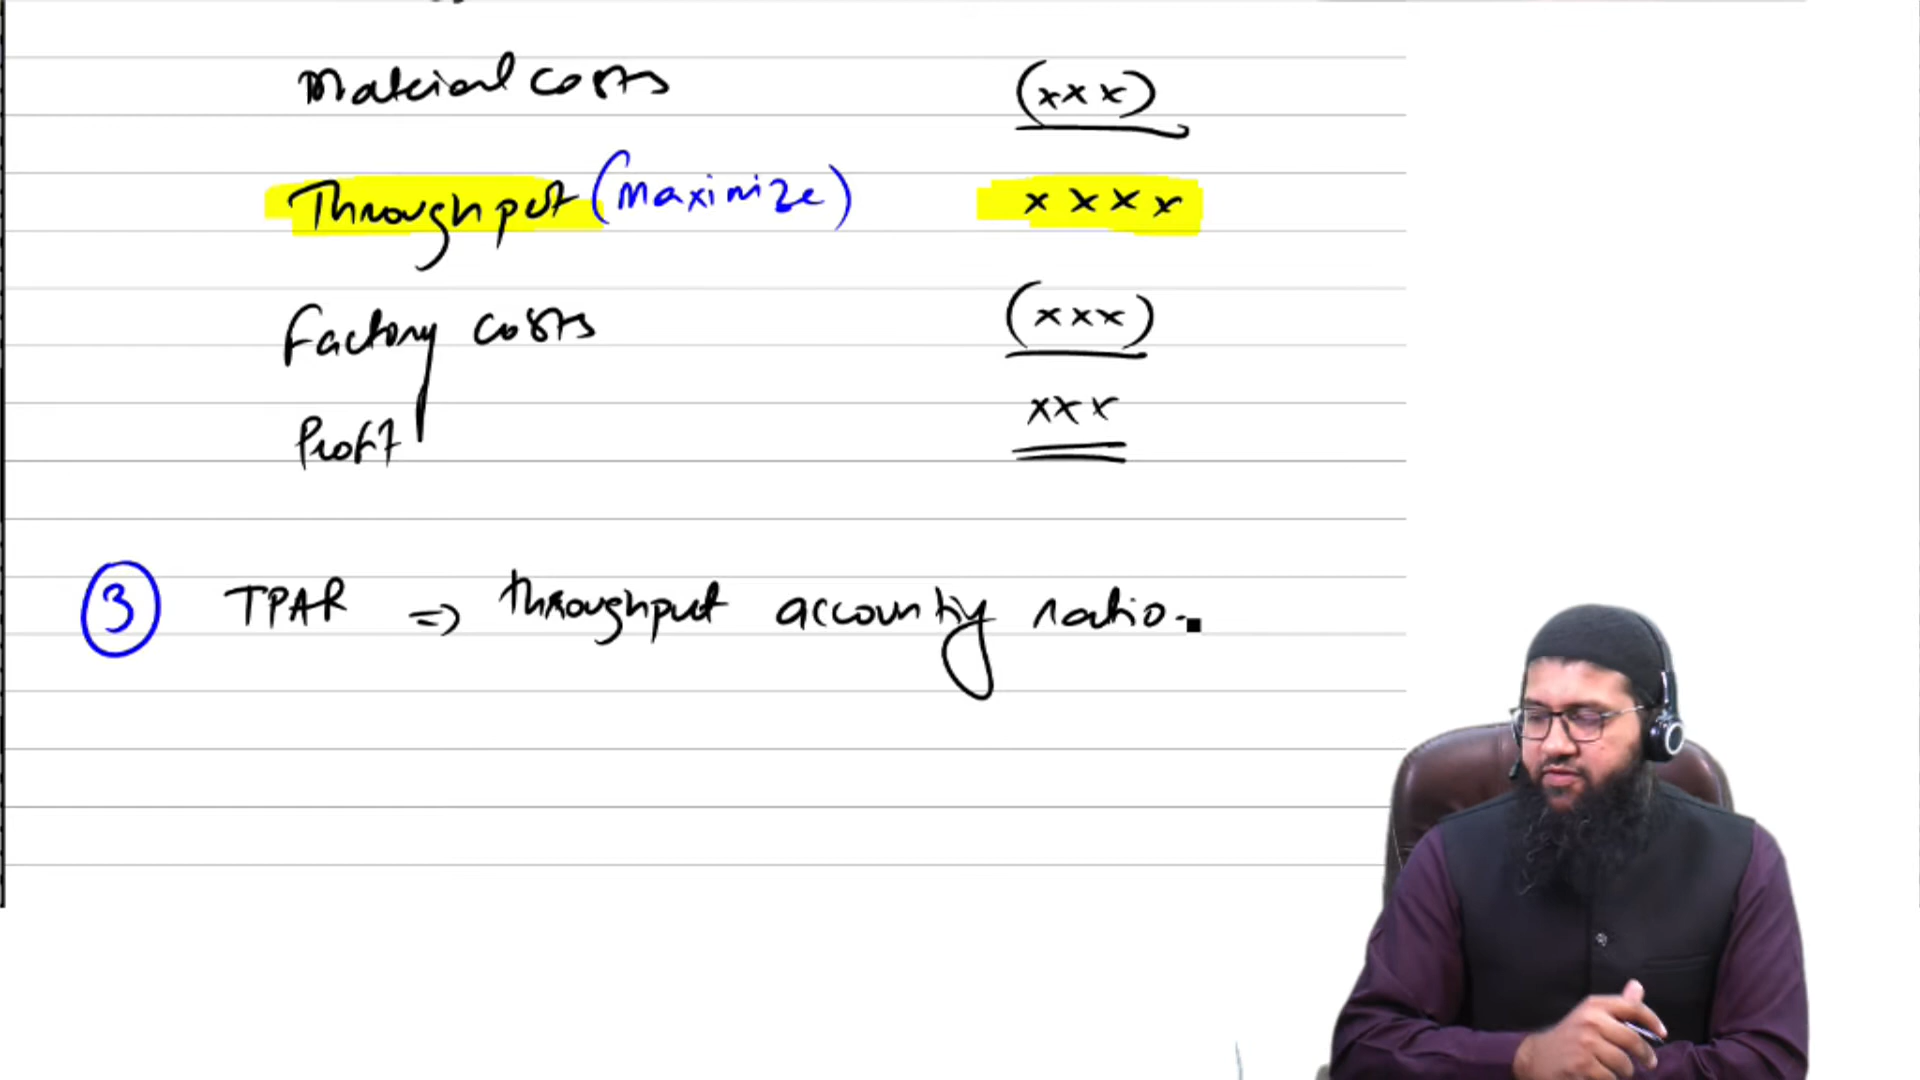 Material costs (xxx)
Throughput (Maximize) xxxx
Factory costs (xxx)
Profit xxx
3 TPAR => Throughput accounting ratio.